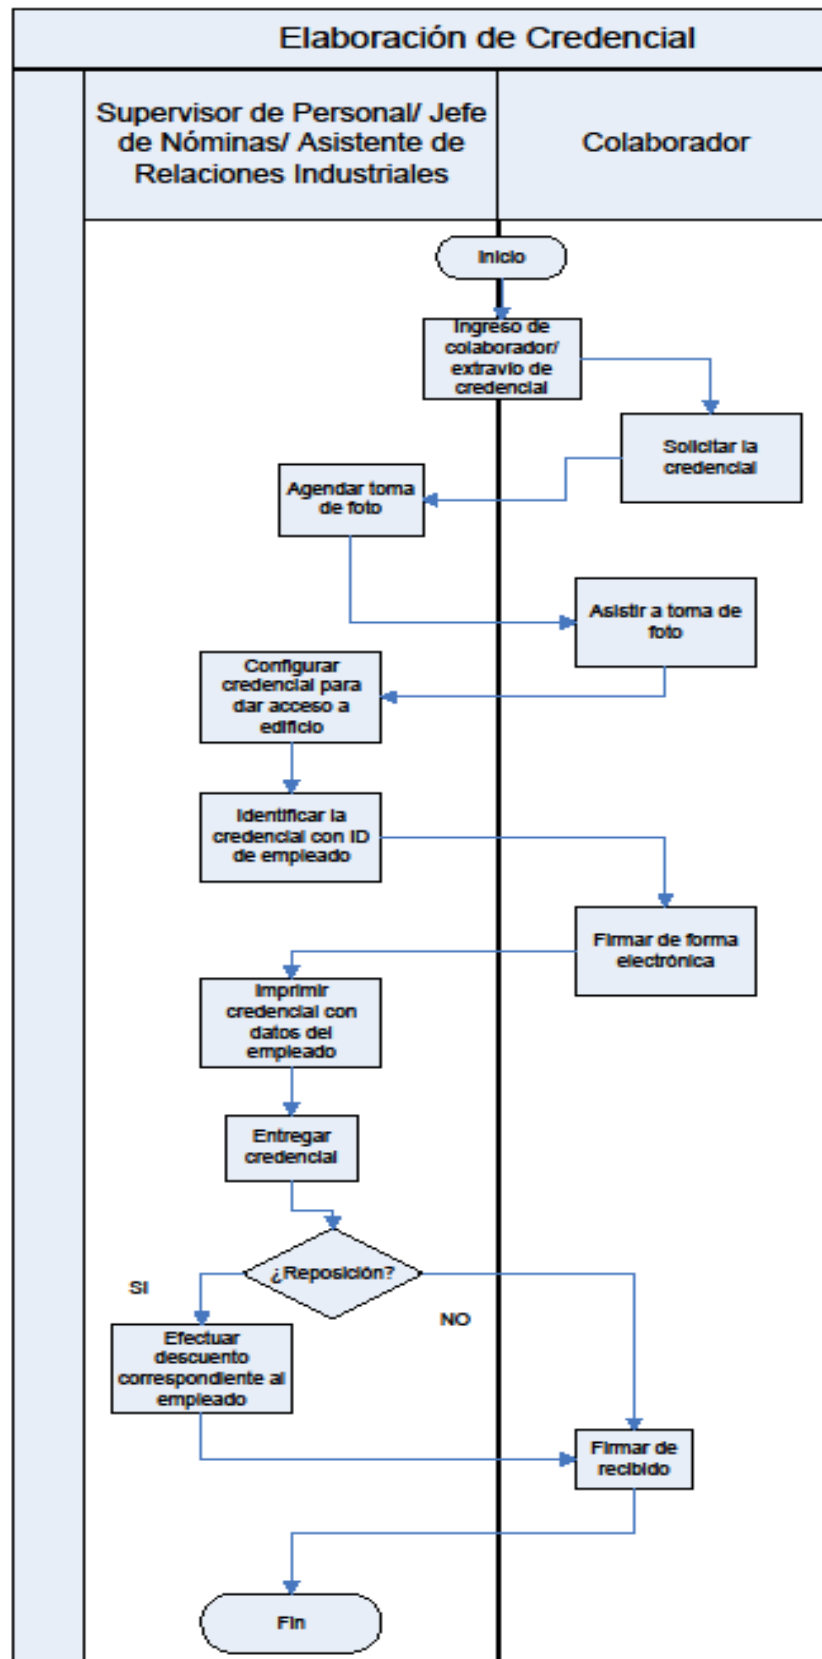 Elaboración de Credencial
Supervisor de Personal/ Jefe
de Nóminas/ Asistente de
Relaciones Industriales
Colaborador
Inicio
Ingreso de
colaborador/
extravío de
credencial
Solicitar la
credencial
Agendar toma
de foto
Asistir a toma de
foto
Configurar
credencial para
dar acceso a
edificio
Identificar la
credencial con ID
de empleado
Firmar de forma
electrónica
Imprimir
credencial con
datos del
empleado
Entregar
credencial
¿Reposición?
SI
NO
Efectuar
descuento
correspondiente al
empleado
Firmar de
recibido
Fin